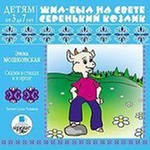 ДЕТЯМ
от 3 до 7 лет
ЖИЛ-БЫЛ НА СВЕТЕ
СЕРЕНЬКИЙ КОЗЛИК
Эмма
МОШКОВСКАЯ
Сказки в стихах
и в прозе